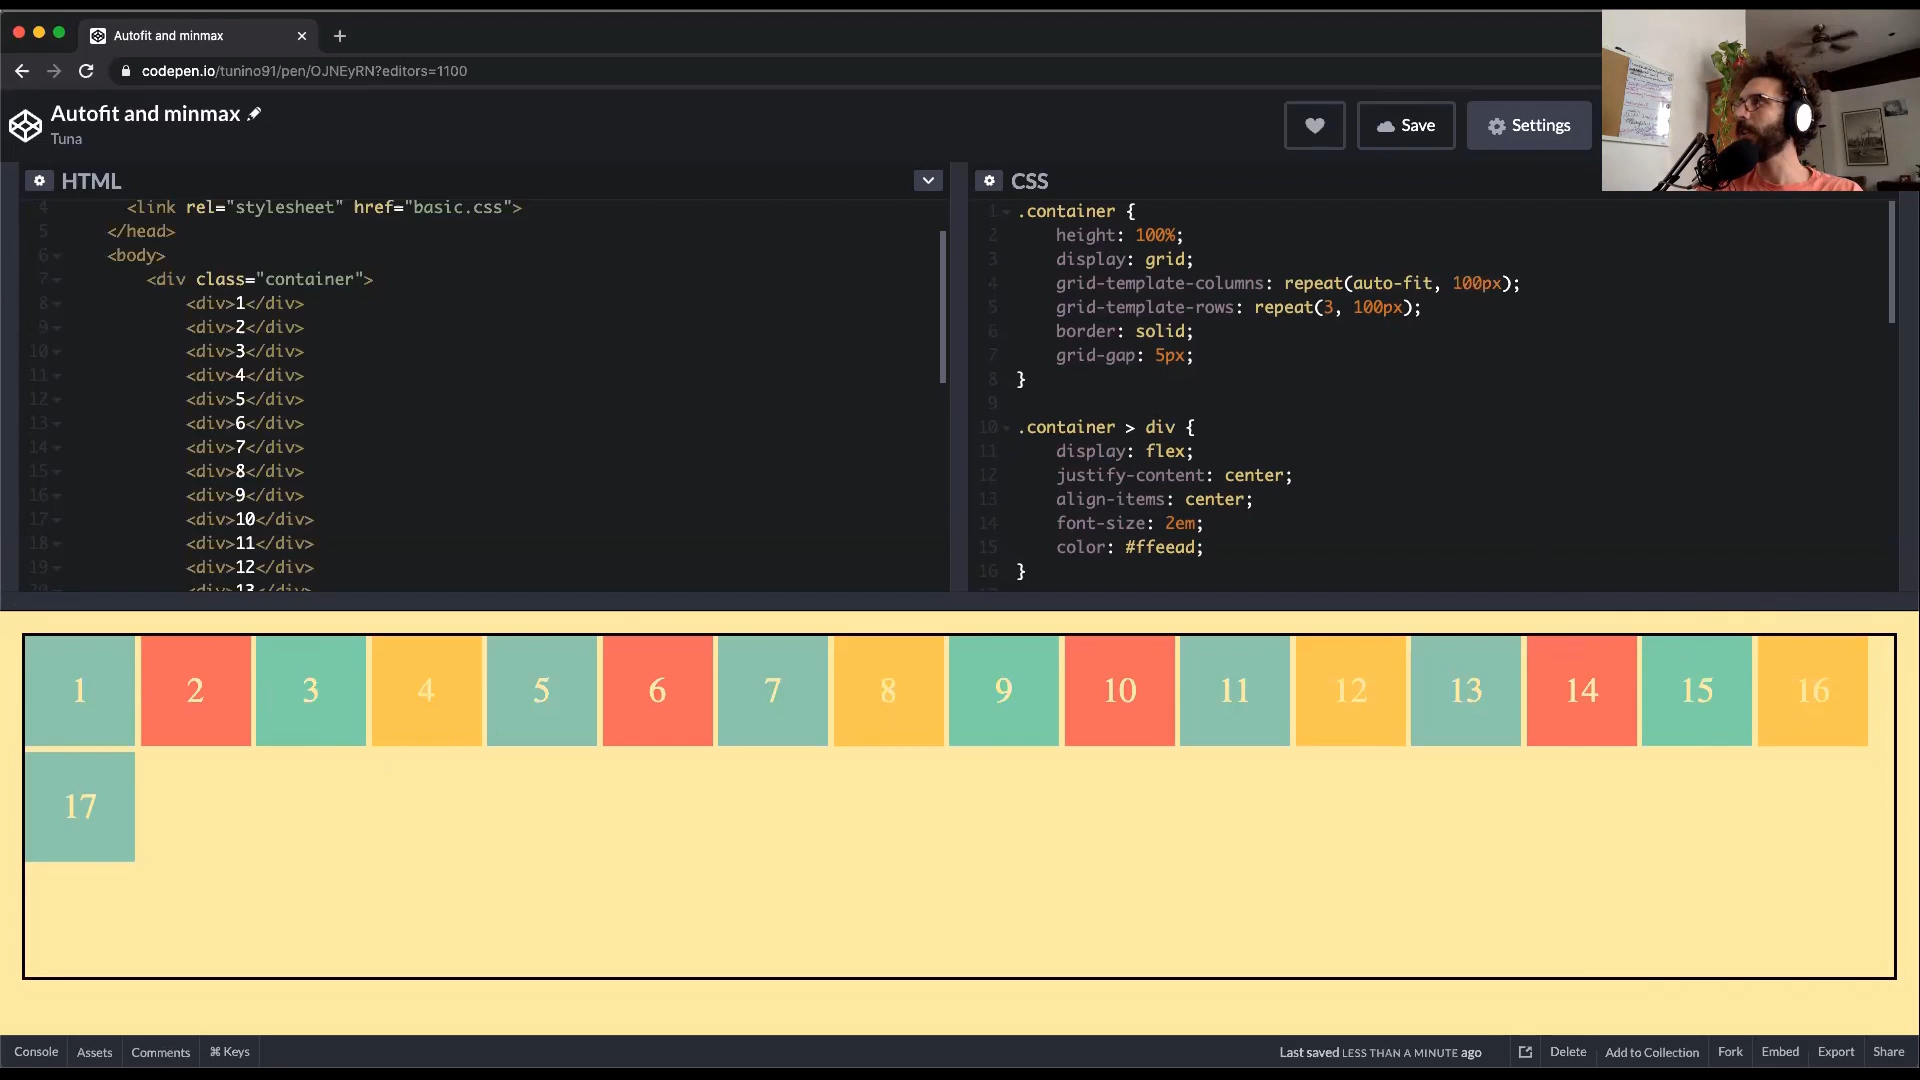 Autofit and minmax
codepen.io/tunino91/pen/OJNEyRN?editors=1100
Autofit and minmax
Tuna
Save
Settings
HTML
4 <link rel="stylesheet" href="basic.css">
5 </head>
6 <body>
7 <div class="container">
8 <div>1</div>
9 <div>2</div>
10 <div>3</div>
11 <div>4</div>
12 <div>5</div>
13 <div>6</div>
14 <div>7</div>
15 <div>8</div>
16 <div>9</div>
17 <div>10</div>
18 <div>11</div>
19 <div>12</div>
20 <div>13</div>
CSS
1 .container {
2 height: 100%;
3 display: grid;
4 grid-template-columns: repeat(auto-fit, 100px);
5 grid-template-rows: repeat(3, 100px);
6 border: solid;
7 grid-gap: 5px;
8 }
9
10 .container > div {
11 display: flex;
12 justify-content: center;
13 align-items: center;
14 font-size: 2em;
15 color: #ffeead;
16 }
1 2 3 4 5 6 7 8 9 10 11 12 13 14 15 16
17
Console Assets Comments ⌘ Keys Last saved LESS THAN A MINUTE ago Delete Add to Collection Fork Embed Export Share